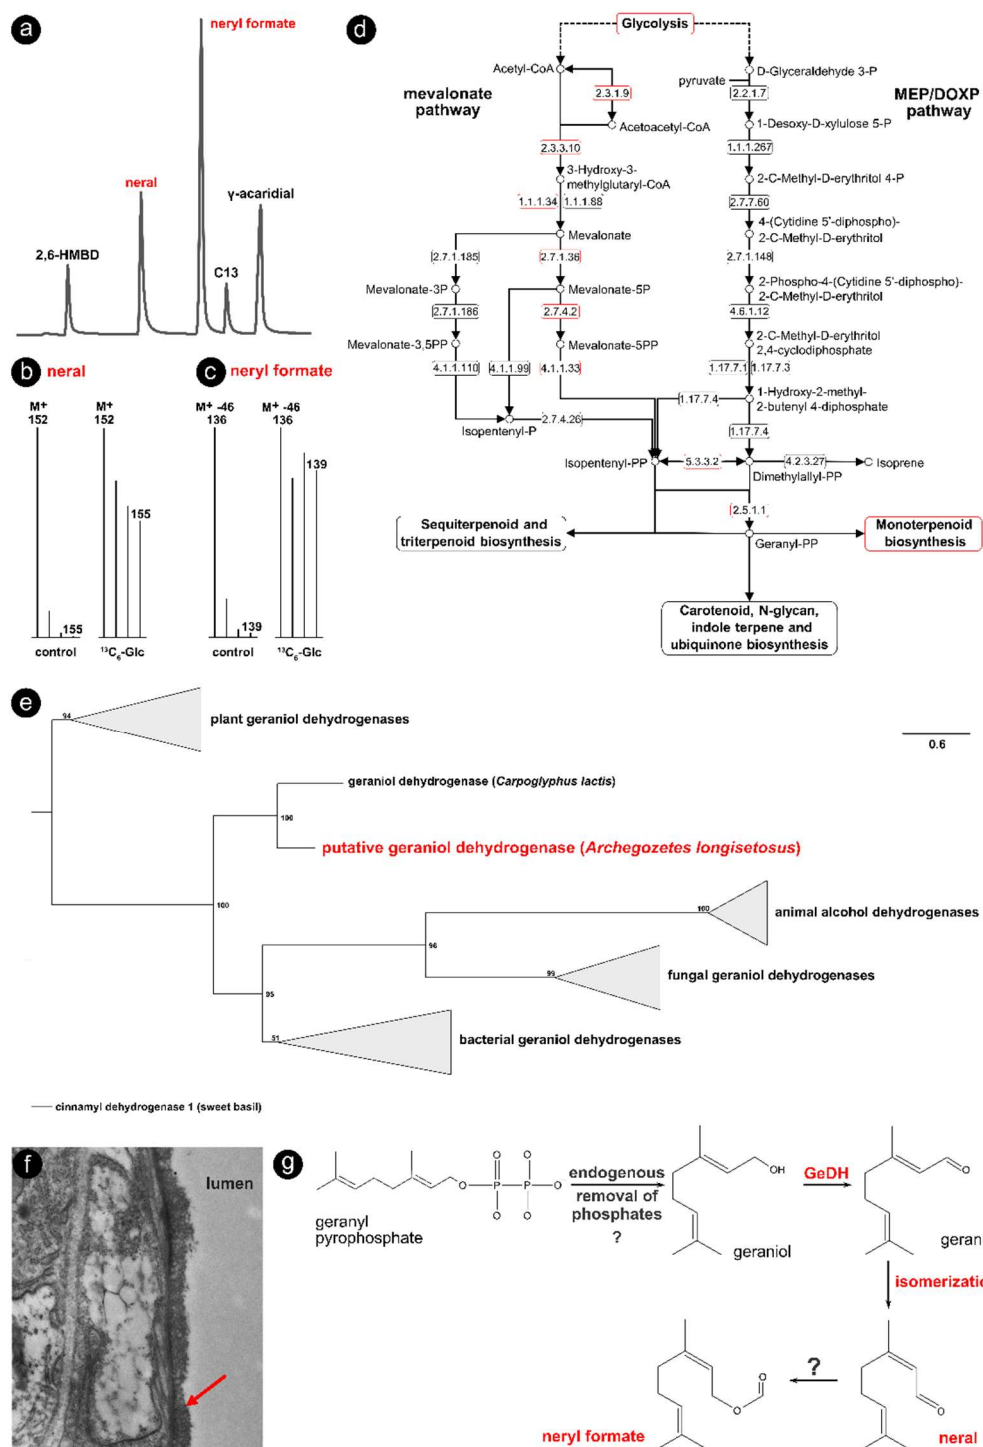 a
neryl formate
neral
γ-acaridial
2,6-HMBD
C13
b neral
M+
152
155
control
M+
152
155
13C6-Glc
c neryl formate
M+ -46
136
139
control
M+ -46
136
139
13C6-Glc
d
Glycolysis
mevalonate
pathway
MEP/DOXP
pathway
Acetyl-CoA
2.3.1.9
Acetoacetyl-CoA
2.3.3.10
3-Hydroxy-3-
methylglutaryl-CoA
1.1.1.34 1.1.1.88
Mevalonate
2.7.1.185
2.7.1.36
Mevalonate-3P
Mevalonate-5P
2.7.1.186
2.7.4.2
Mevalonate-3,5PP
Mevalonate-5PP
4.1.1.110
4.1.1.99
4.1.1.33
Isopentenyl-P
2.7.4.26
pyruvate
D-Glyceraldehyde 3-P
2.2.1.7
1-Desoxy-D-xylulose 5-P
1.1.1.267
2-C-Methyl-D-erythritol 4-P
2.7.7.60
4-(Cytidine 5'-diphospho)-
2-C-Methyl-D-erythritol
2.7.1.148
2-Phospho-4-(Cytidine 5'-diphospho)-
2-C-Methyl-D-erythritol
4.6.1.12
2-C-Methyl-D-erythritol
2,4-cyclodiphosphate
1.17.7.1 1.17.7.3
1.17.7.4
1-Hydroxy-2-methyl-
2-butenyl 4-diphosphate
1.17.7.4
Isopentenyl-PP
5.3.3.2
Dimethylallyl-PP
4.2.3.27
Isoprene
2.5.1.1
Geranyl-PP
Sequiterpenoid and
triterpenoid biosynthesis
Monoterpenoid
biosynthesis
Carotenoid, N-glycan,
indole terpene and
ubiquinone biosynthesis
e
94
plant geraniol dehydrogenases
0.6
geraniol dehydrogenase (Carpoglyphus lactis)
100
putative geraniol dehydrogenase (Archegozetes longisetosus)
100
100
animal alcohol dehydrogenases
96
99
fungal geraniol dehydrogenases
95
51
bacterial geraniol dehydrogenases
cinnamyl dehydrogenase 1 (sweet basil)
f
lumen
g
O O
O P P O
O O
geranyl
pyrophosphate
endogenous
removal of
phosphates
?
OH
geraniol
GeDH
O
geran
isomerizatio
O
neral
?
O
O
neryl formate